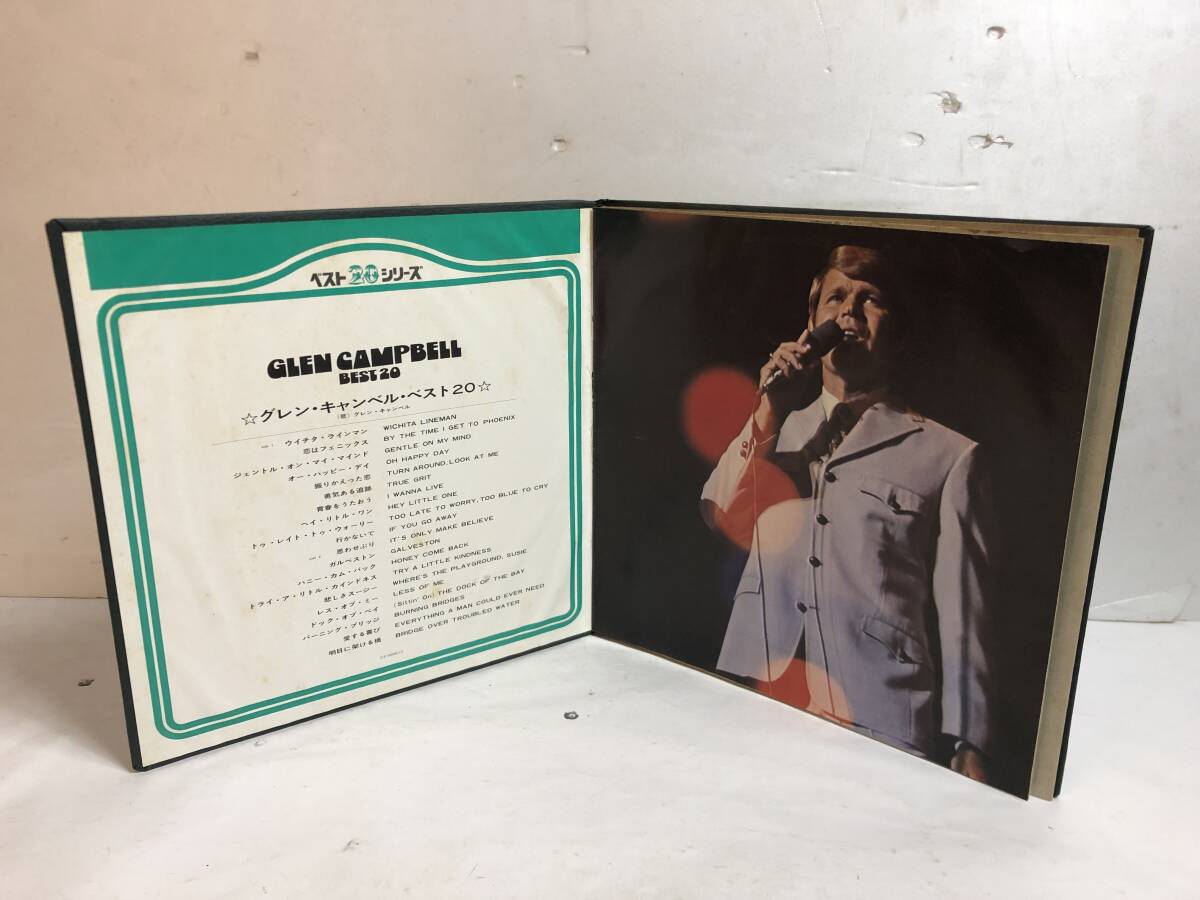 ベスト20シリーズ
GLEN CAMPBELL
BEST 20
☆グレン・キャンベル・ベスト20☆
(歌) グレン・キャンベル
ウイチタ・ラインマン WICHITA LINEMAN
恋はフェニックス BY THE TIME I GET TO PHOENIX
ジェントル・オン・マイ・マインド GENTLE ON MY MIND
オー・ハッピー・デイ OH HAPPY DAY
振りかえった恋 TURN AROUND, LOOK AT ME
勇気ある追跡 TRUE GRIT
青春をうたおう I WANNA LIVE
ヘイ・リトル・ワン HEY LITTLE ONE
トゥ・レイト・トゥ・ウォーリー TOO LATE TO WORRY, TOO BLUE TO CRY
行かないで IF YOU GO AWAY
思わせぶり IT'S ONLY MAKE BELIEVE
ガルベストン GALVESTON
ハニー・カム・バック HONEY COME BACK
トライ・ア・リトル・カインドネス TRY A LITTLE KINDNESS
悲しきスージー WHERE'S THE PLAYGROUND, SUSIE
レス・オブ・ミー LESS OF ME
ドック・オブ・ベイ (Sittin' On) THE DOCK OF THE BAY
バーニング・ブリッジ BURNING BRIDGES
愛する喜び EVERYTHING A MAN COULD EVER NEED
明日に架ける橋 BRIDGE OVER TROUBLED WATER